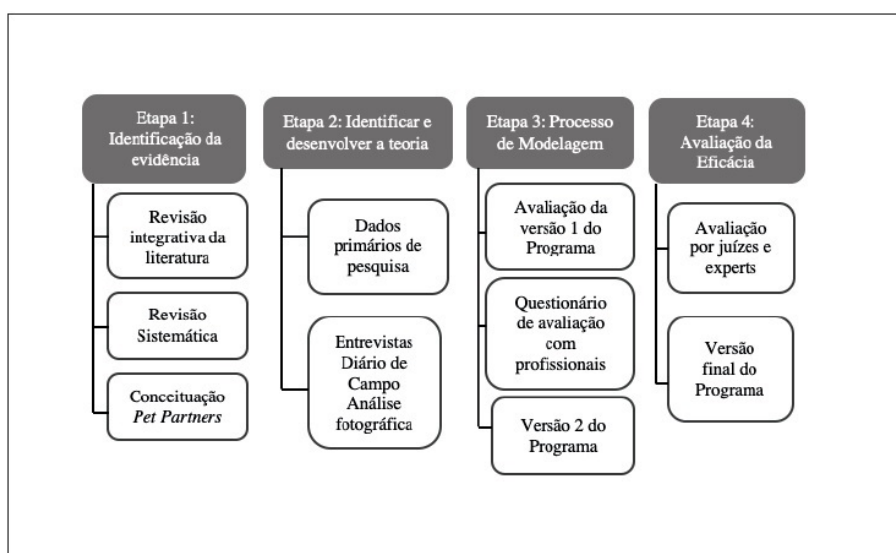 Etapa 1:
Identificação da
evidência
Revisão
integrativa da
literatura
Revisão
Sistemática
Conceituação
Pet Partners
Etapa 2: Identificar e
desenvolver a teoria
Dados
primários de
pesquisa
Entrevistas
Diário de
Campo
Análise
fotográfica
Etapa 3: Processo
de Modelagem
Avaliação da
versão 1 do
Programa
Questionário
de avaliação
com
profissionais
Versão 2 do
Programa
Etapa 4:
Avaliação da
Eficácia
Avaliação
por juízes e
experts
Versão
final do
Programa